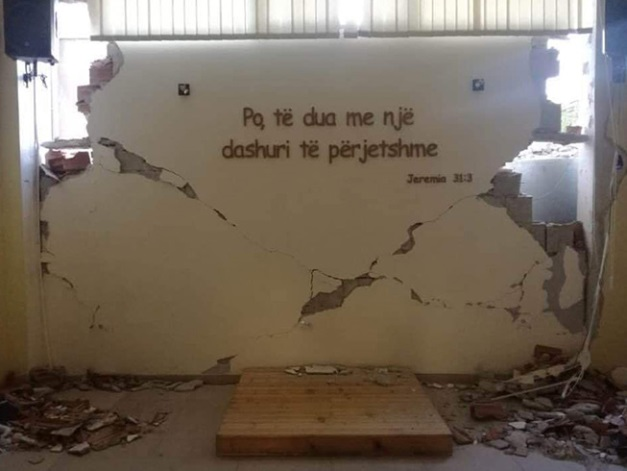 Po, të dua me një
dashuri të përjetshme
Jeremia 31:3